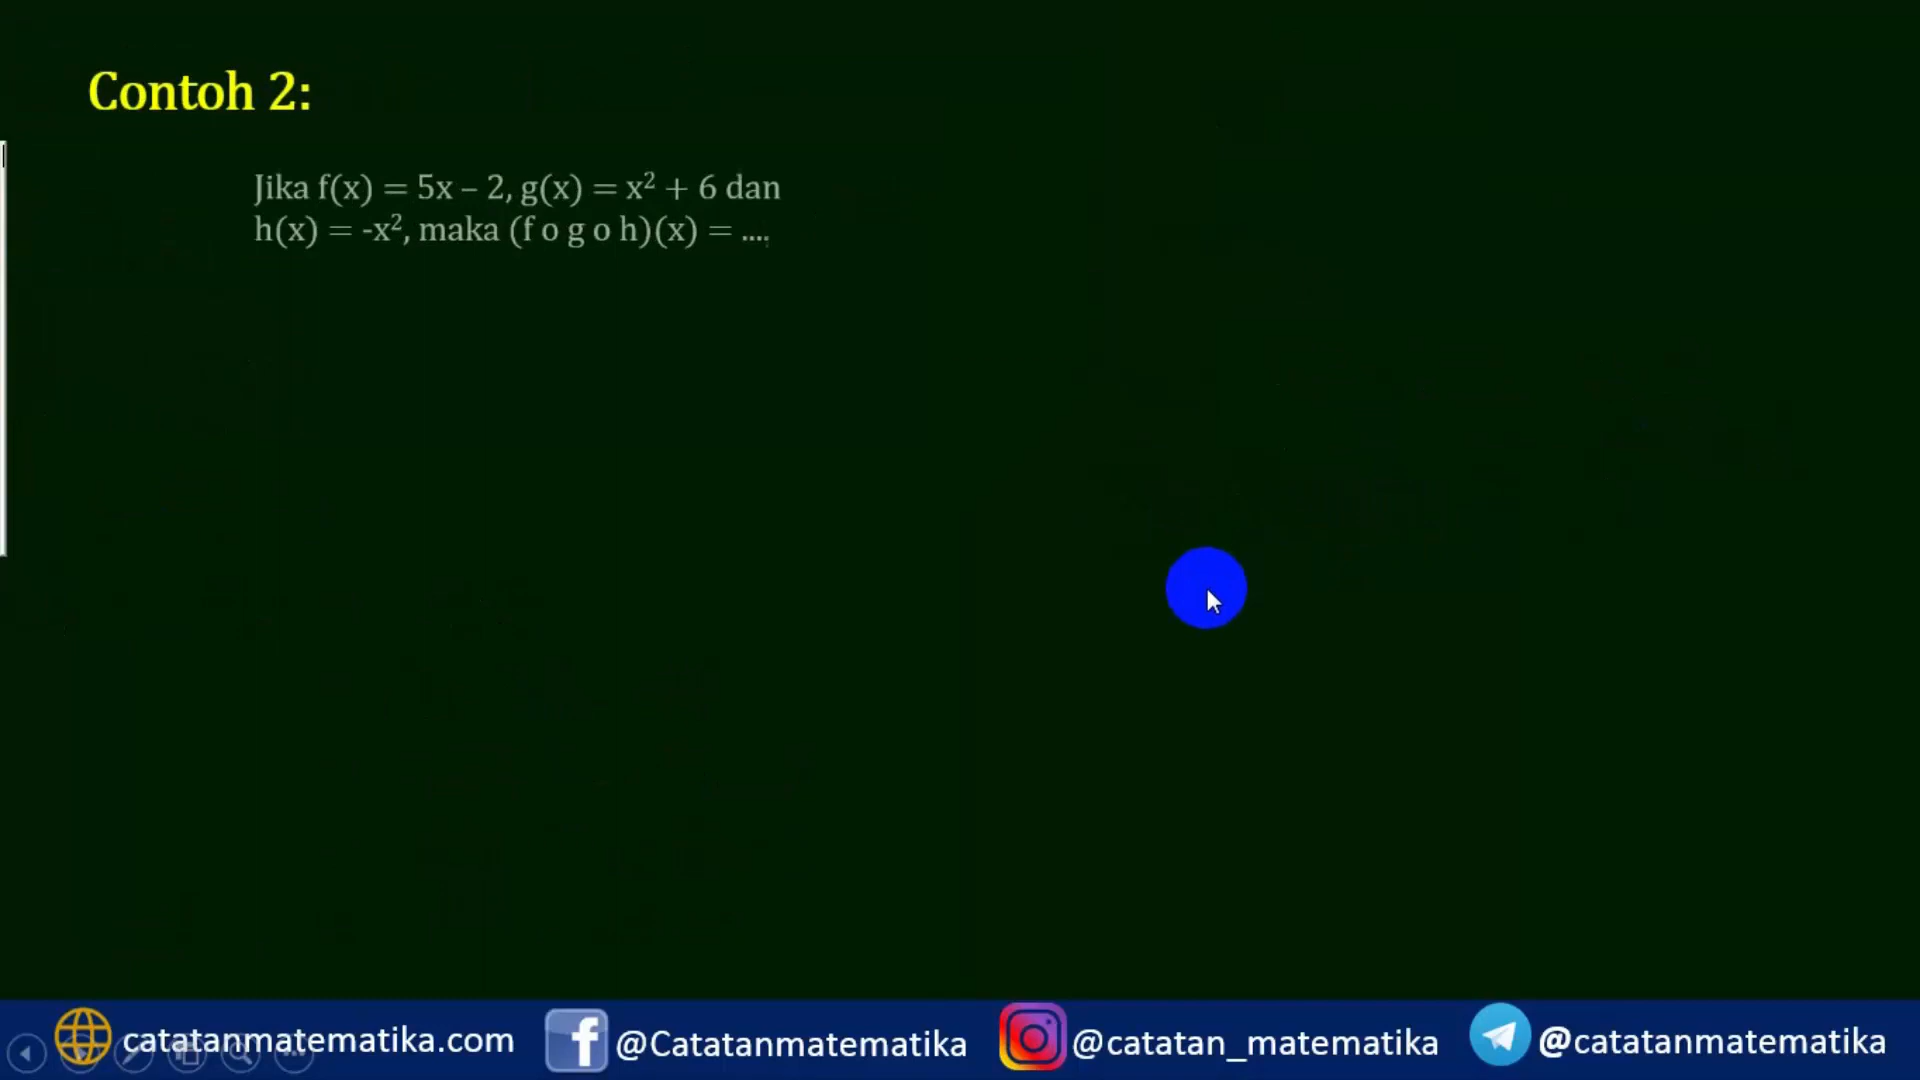 Contoh 2:
Jika f(x) = 5x – 2, g(x) = x² + 6 dan
h(x) = -x², maka (f o g o h)(x) = ....
catatanmatematika.com
@Catatanmatematika
@catatan_matematika
@catatanmatematika